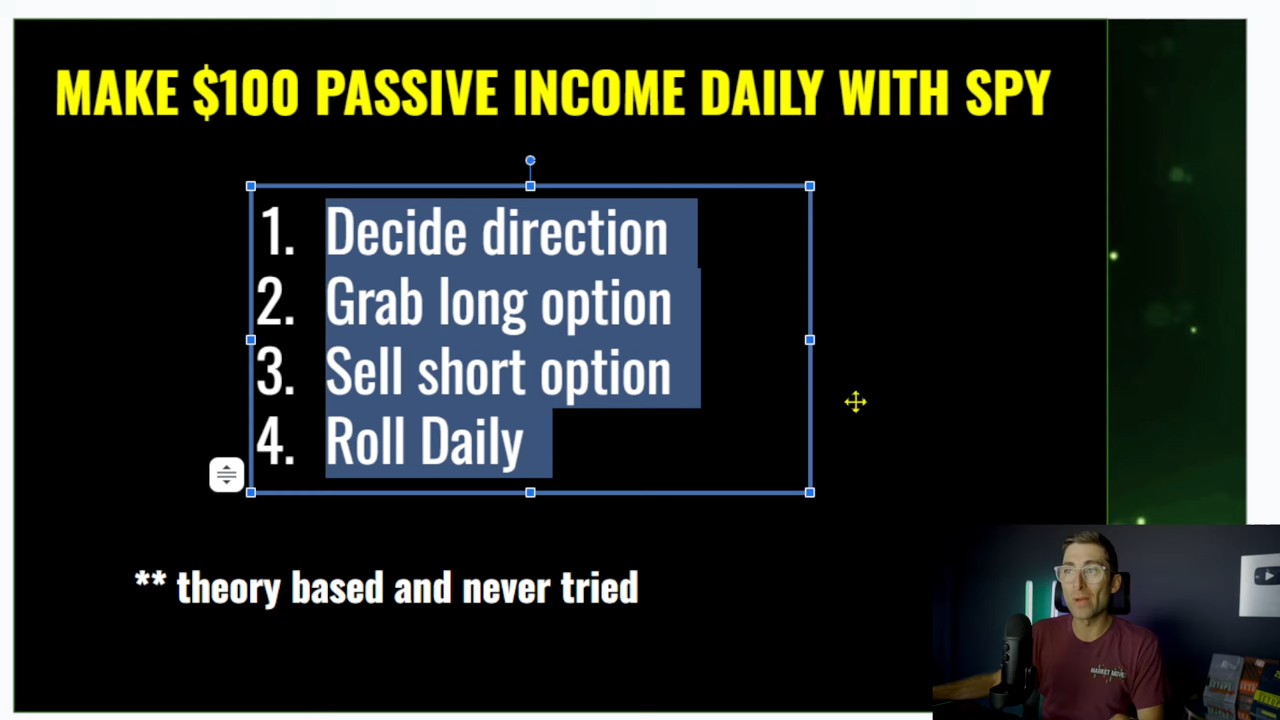 MAKE $100 PASSIVE INCOME DAILY WITH SPY
1. Decide direction
2. Grab long option
3. Sell short option
4. Roll Daily
** theory based and never tried